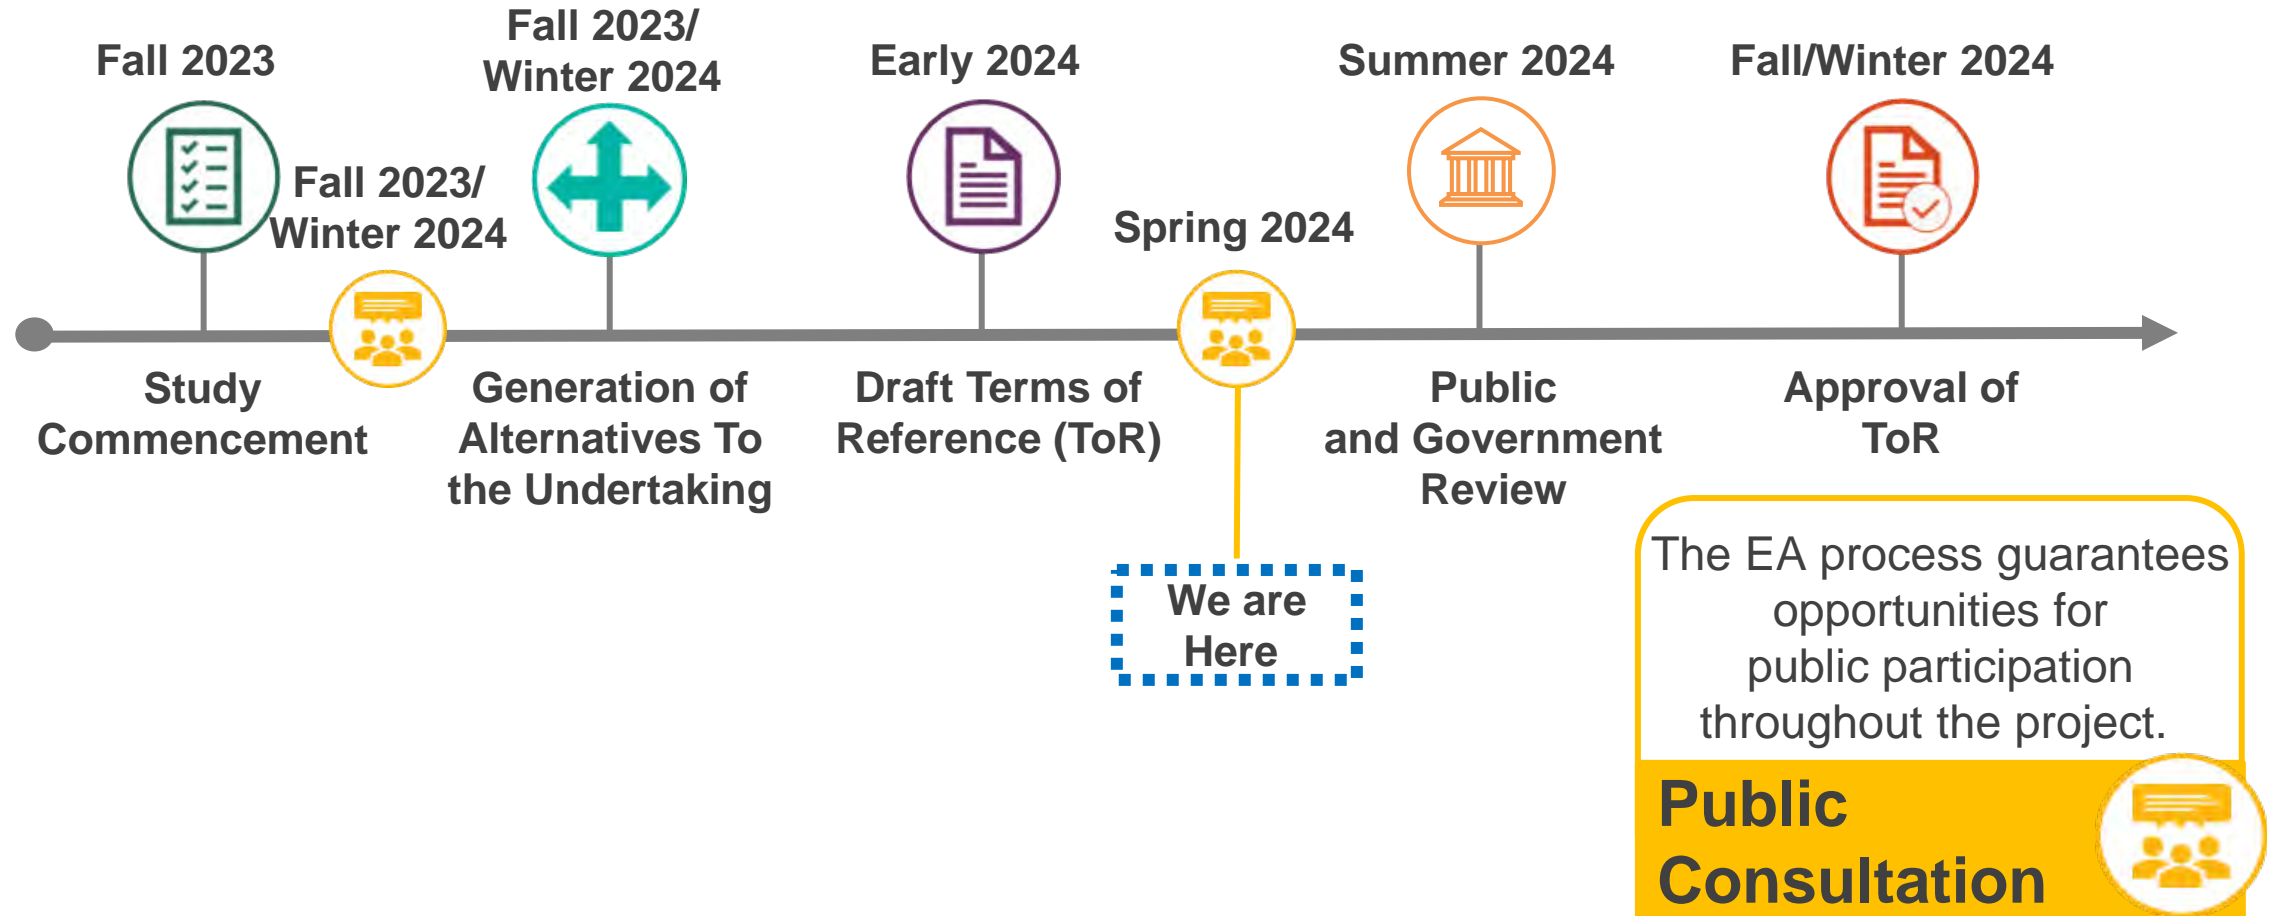 Fall 2023
Fall 2023/
Winter 2024
Fall 2023/
Winter 2024
Early 2024
Spring 2024
Summer 2024
Fall/Winter 2024
Study
Commencement
Generation of
Alternatives To
the Undertaking
Draft Terms of
Reference (ToR)
Public
and Government
Review
Approval of
ToR
We are
Here
The EA process guarantees
opportunities for
public participation
throughout the project.
Public
Consultation